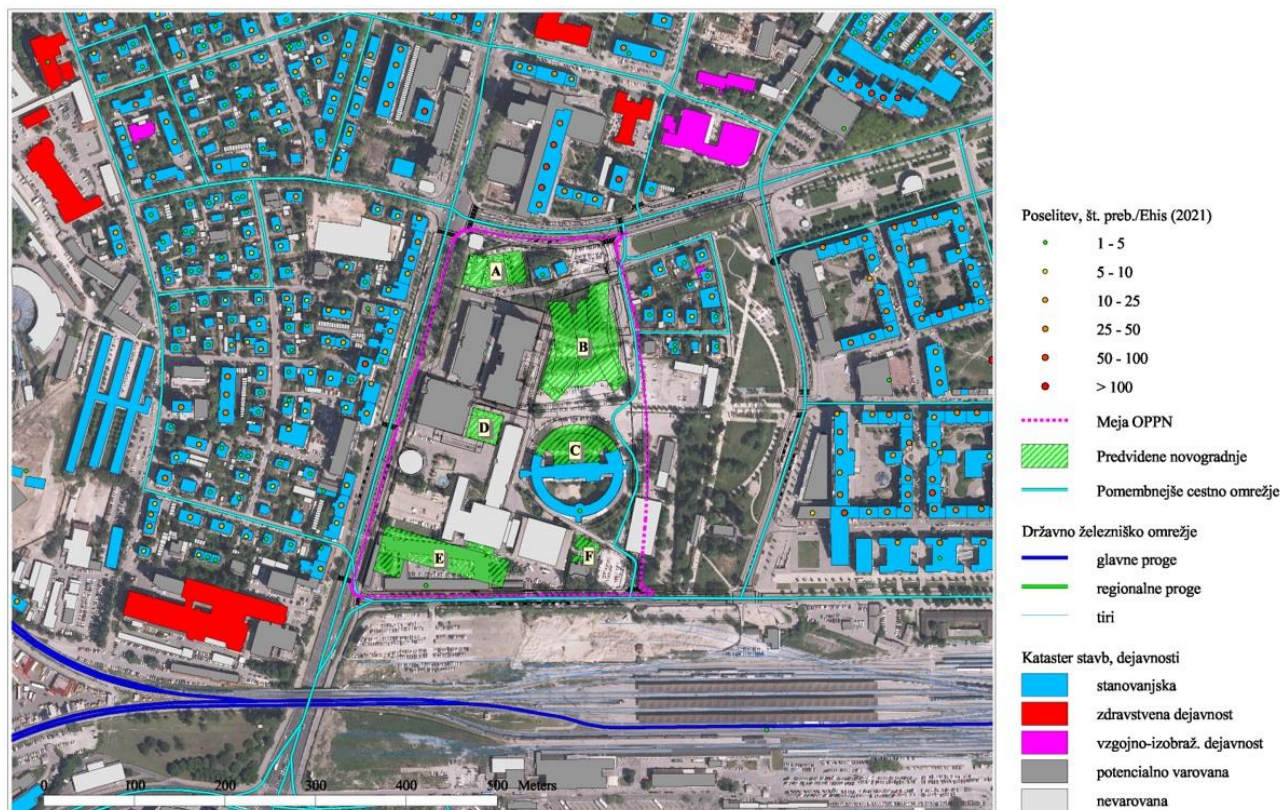 A
B
C
D
E
F
0 100 200 300 400 500 Meters
Poselitev, št. preb./Ehis (2021)
1 - 5
5 - 10
10 - 25
25 - 50
50 - 100
> 100
Meja OPPN
Predvidene novogradnje
Pomembnejše cestno omrežje
Državno železniško omrežje
glavne proge
regionalne proge
tiri
Kataster stavb, dejavnosti
stanovanjska
zdravstvena dejavnost
vzgojno-izobraž. dejavnost
potencialno varovana
nevarovana